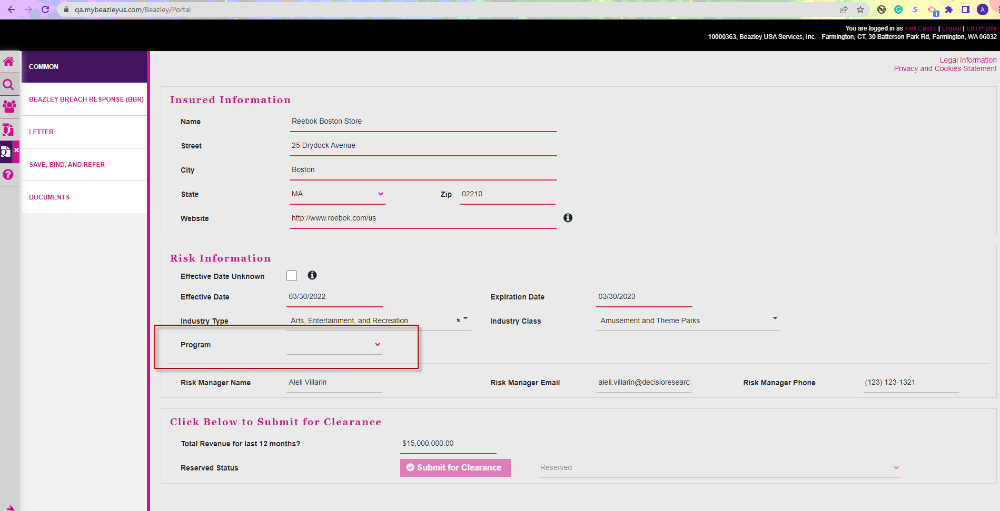 qa.mybeazleyus.com/Beazley/Portal
1
A
You are logged in as Aleli Castro | Logout | Edit Profile
10000363, Beazley USA Services, Inc. - Farmington, CT, 30 Batterson Park Rd, Farmington, WA 06032
COMMON
BEAZLEY BREACH RESPONSE (BBR)
LETTER
SAVE, BIND, AND REFER
DOCUMENTS
Legal Information
Privacy and Cookies Statement
Insured Information
Name Reebok Boston Store
Street 25 Drydock Avenue
City Boston
State MA Zip 02210
Website http://www.reebok.com/us
Risk Information
Effective Date Unknown
Effective Date 03/30/2022 Expiration Date 03/30/2023
Industry Type Arts, Entertainment, and Recreation × Industry Class Amusement and Theme Parks
Program
Risk Manager Name Aleli Villarin Risk Manager Email aleli.villarin@decisioresearcl Risk Manager Phone (123) 123-1321
Click Below to Submit for Clearance
Total Revenue for last 12 months? $15,000,000.00
Reserved Status Submit for Clearance Reserved